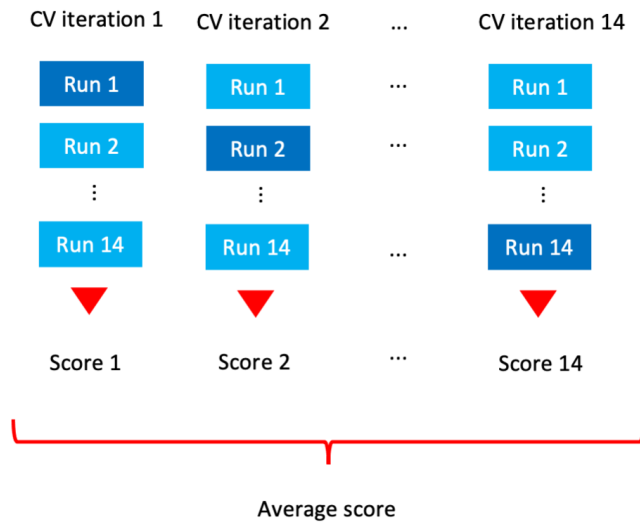 CV iteration 1 CV iteration 2 ... CV iteration 14
Run 1 Run 1 ... Run 1
Run 2 Run 2 ... Run 2
⋮ ⋮ ⋮
Run 14 Run 14 ... Run 14
Score 1 Score 2 ... Score 14
Average score